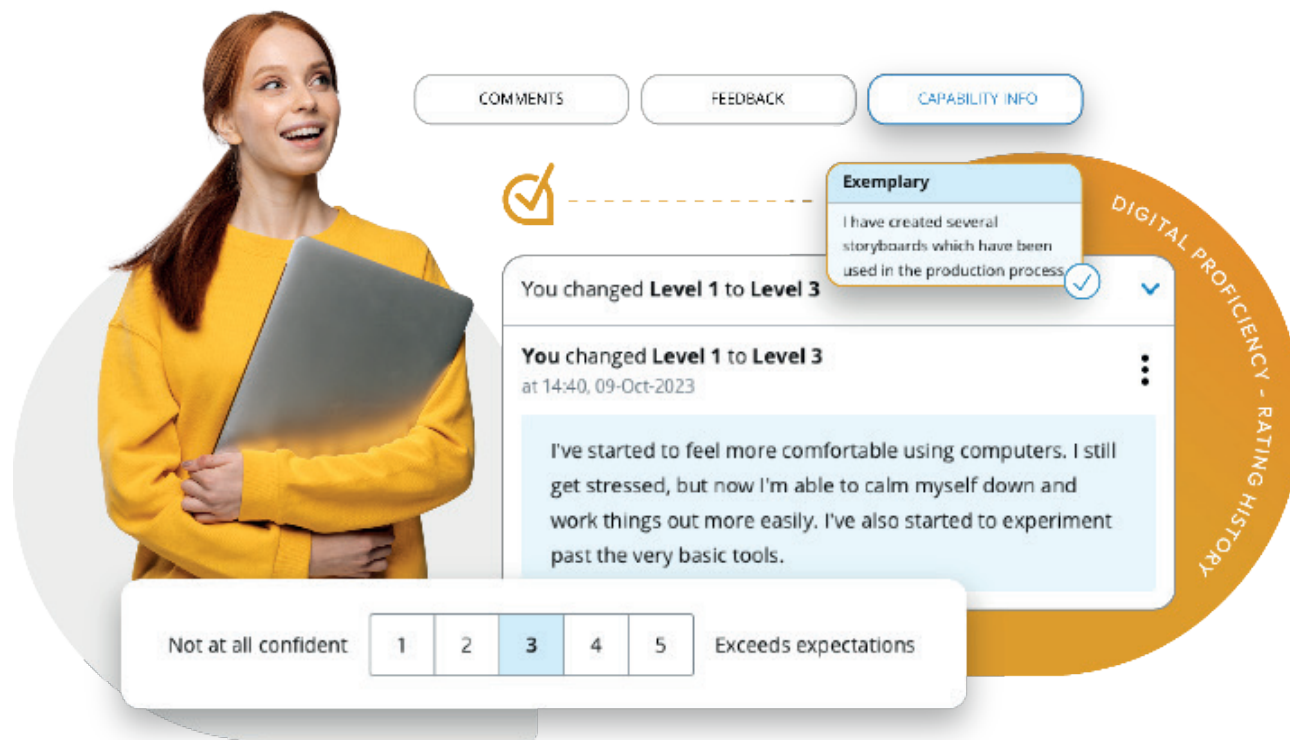 COMMENTS
FEEDBACK
CAPABILITY INFO
Exemplary
I have created several
storyboards which have been
used in the production process
DIGITAL PROFICIENCY - RATING HISTORY
You changed Level 1 to Level 3
You changed Level 1 to Level 3
at 14:40, 09-Oct-2023
I've started to feel more comfortable using computers. I still
get stressed, but now I'm able to calm myself down and
work things out more easily. I've also started to experiment
past the very basic tools.
Not at all confident 1 2 3 4 5 Exceeds expectations